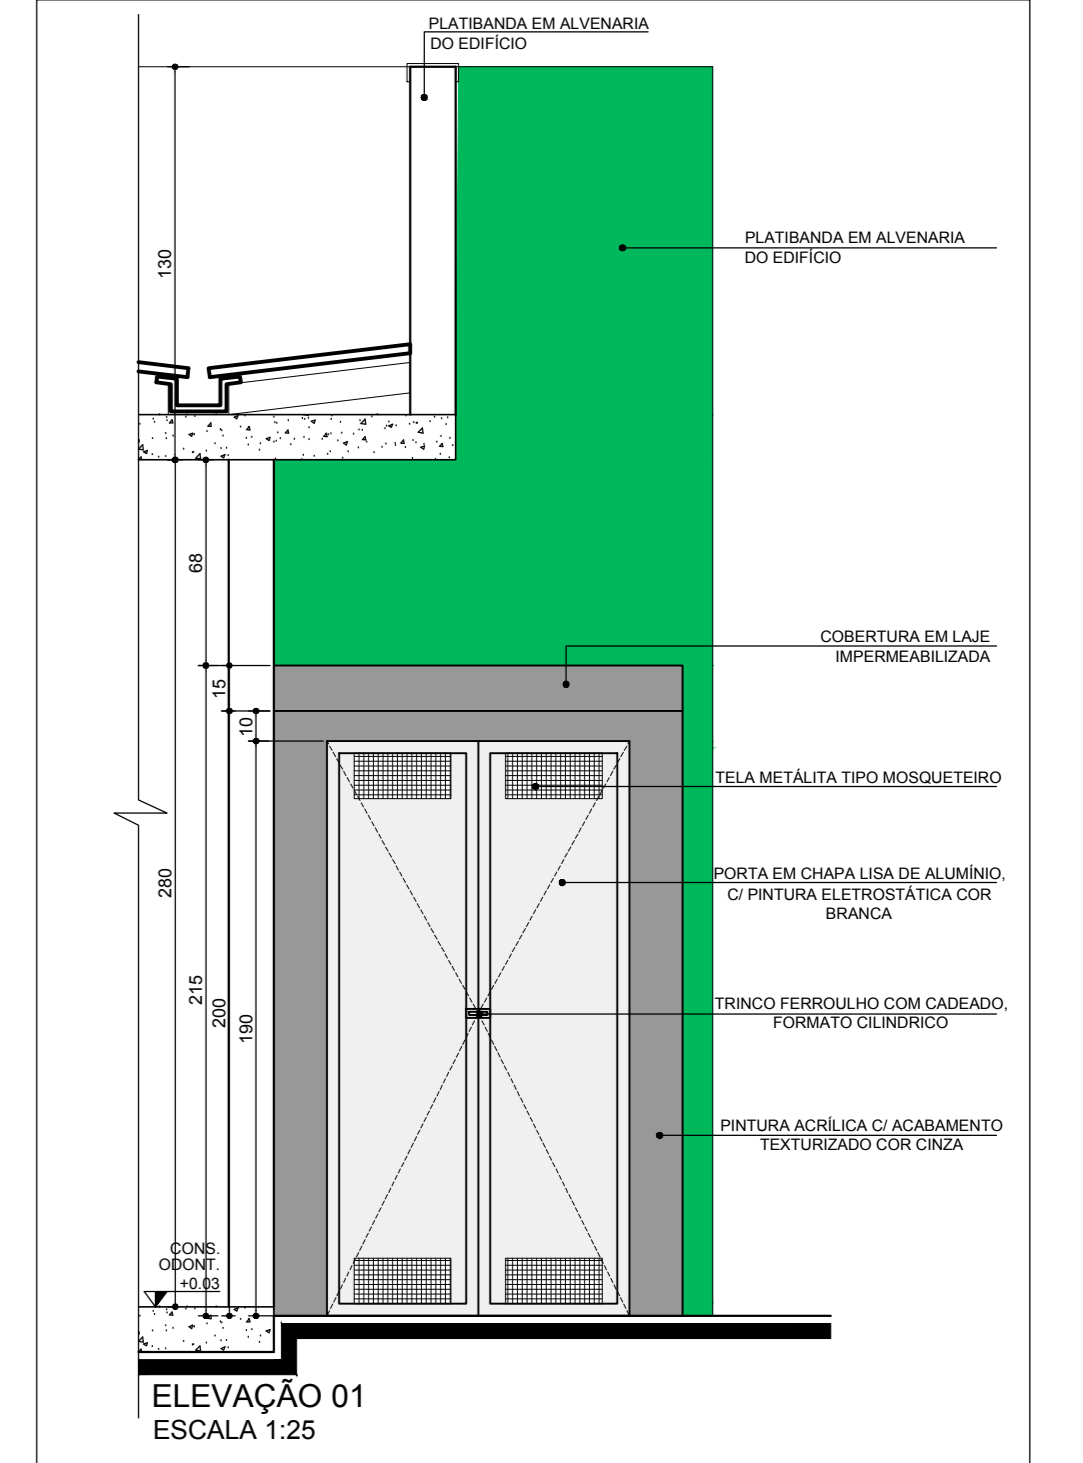 PLATIBANDA EM ALVENARIA
DO EDIFÍCIO
130
PLATIBANDA EM ALVENARIA
DO EDIFÍCIO
68
COBERTURA EM LAJE
IMPERMEABILIZADA
15
10
TELA METÁLITA TIPO MOSQUETEIRO
280
PORTA EM CHAPA LISA DE ALUMÍNIO,
C/ PINTURA ELETROSTÁTICA COR
BRANCA
215
200
190
TRINCO FERROULHO COM CADEADO,
FORMATO CILINDRICO
PINTURA ACRÍLICA C/ ACABAMENTO
TEXTURIZADO COR CINZA
CONS.
ODONT.
+0.03
ELEVAÇÃO 01
ESCALA 1:25